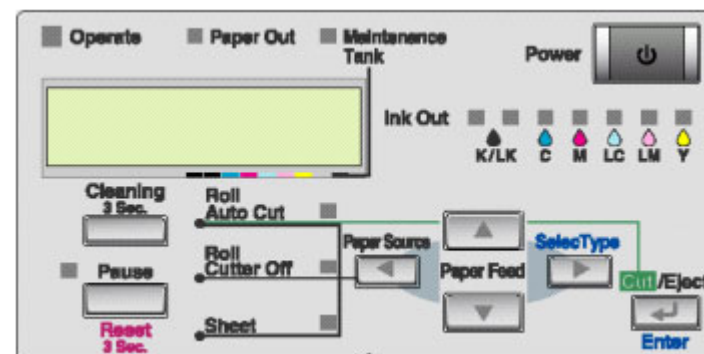 Operate
Paper Out
Maintenance
Tank
Power
Ink Out
K/LK
C
M
LC
LM
Y
Cleaning
3 Sec.
Roll
Auto Cut
Paper Source
SelecType
Roll
Cutter Off
Paper Feed
Pause
Cut/Eject
Reset
3 Sec.
Sheet
Enter